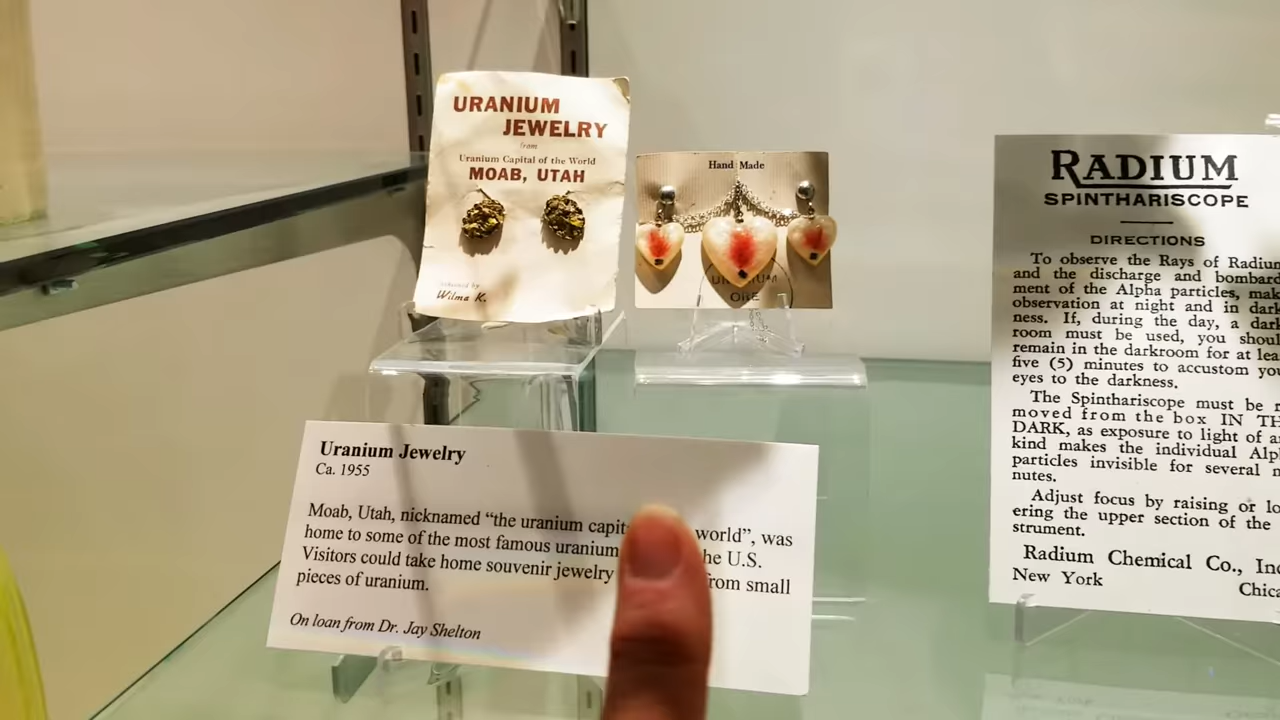 URANIUM
JEWELRY
from
Uranium Capital of the World
MOAB, UTAH
Wilma K.
Hand Made
ORE
Uranium Jewelry
Ca. 1955
Moab, Utah, nicknamed “the uranium world”, was
home to some of the most famous uranium U.S.
Visitors could take home souvenir jewelry from small
pieces of uranium.
On loan from Dr. Jay Shelton
RADIUM
SPINTHARISCOPE
DIRECTIONS
To observe the Rays of Radium
and the discharge and bombard
ment of the Alpha particles, mak
observation at night and in dark
ness. If, during the day, a dark
room must be used, you shoul
remain in the darkroom for at lea
five (5) minutes to accustom you
eyes to the darkness.
The Spinthariscope must be r
moved from the box IN TH
DARK, as exposure to light of a
kind makes the individual Alp
particles invisible for several m
nutes.
Adjust focus by raising or lo
ering the upper section of the
strument.
Radium Chemical Co., Inc
New York Chica